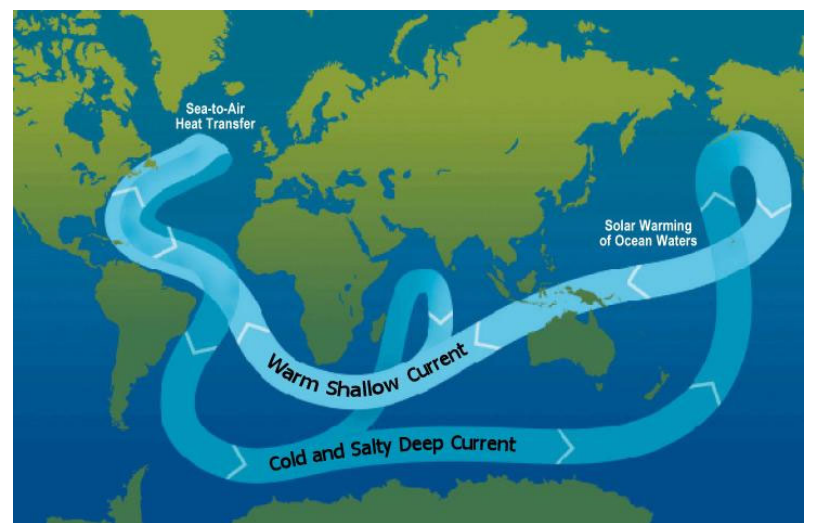 Sea-to-Air
Heat Transfer
Solar Warming
of Ocean Waters
Warm Shallow Current
Cold and Salty Deep Current